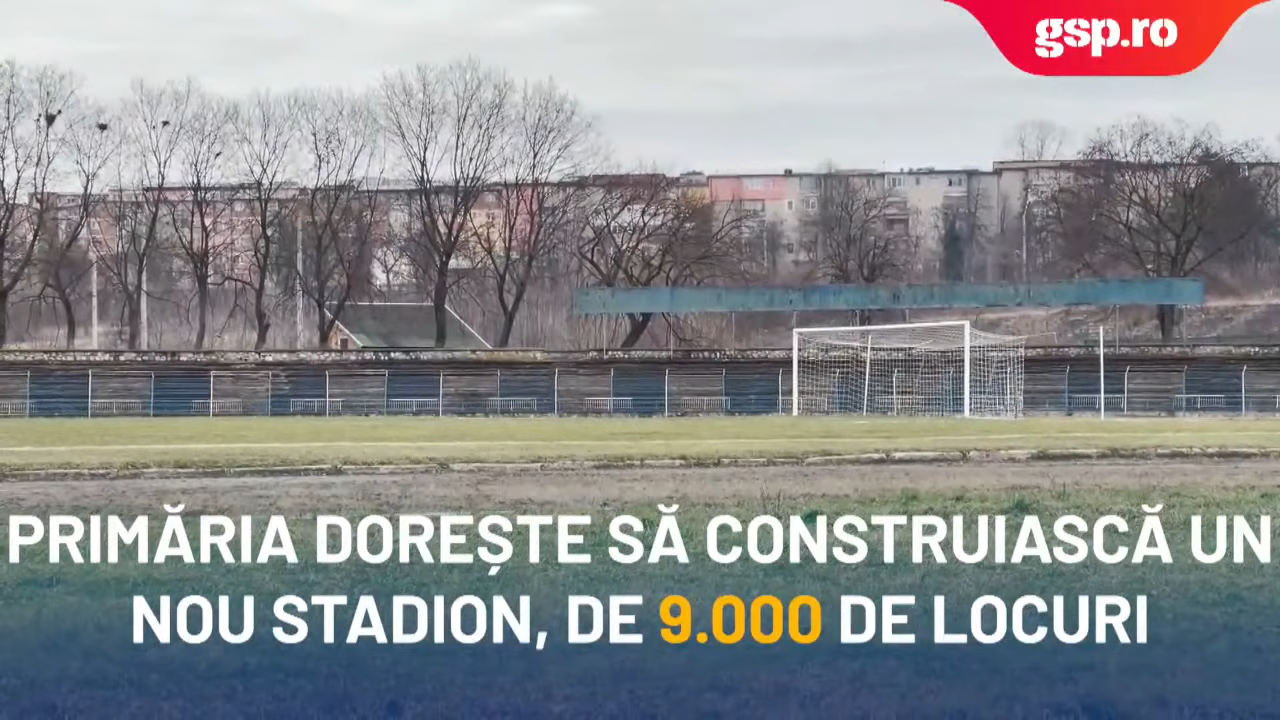 gsp.ro
PRIMĂRIA DOREȘTE SĂ CONSTRUIASCĂ UN
NOU STADION, DE 9.000 DE LOCURI